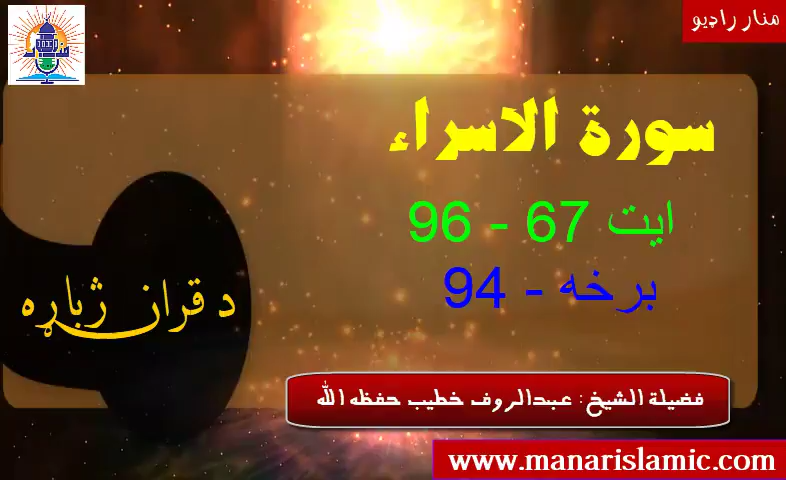 منار راډیو
سورة الاسراء
ایت 67 - 96
برخه - 94
د قران ژباړه
فضیلة الشیخ : عبدالروف خطیب حفظه الله
www.manarislamic.com